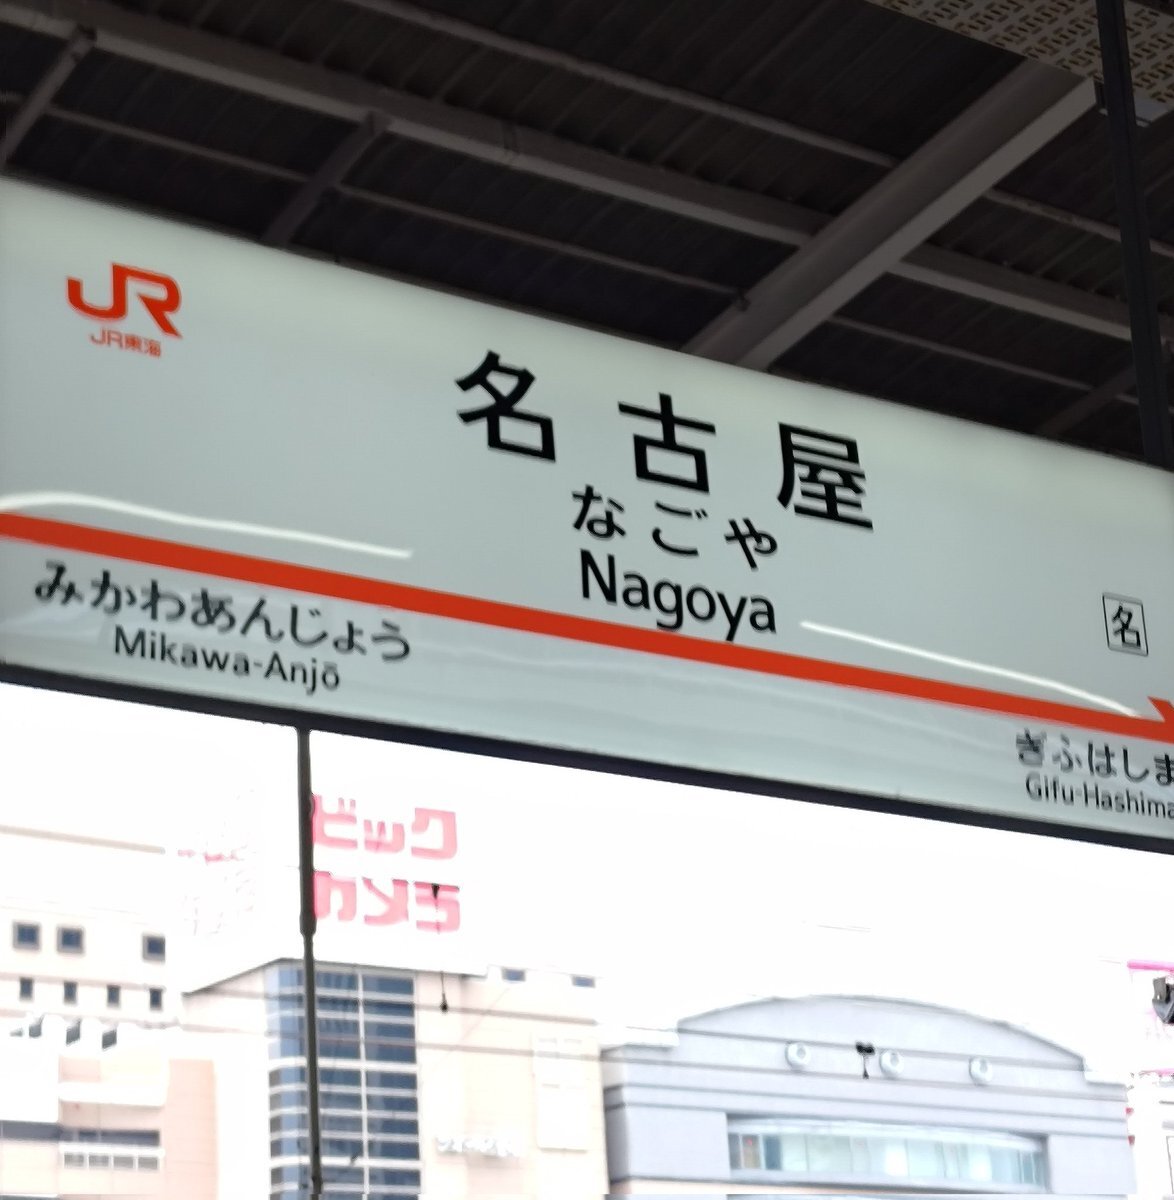 JR
JR東海
名古屋
なごや
Nagoya
名
みかわあんじょう
Mikawa-Anjō
ぎふはしま
Gifu-Hashima
ビック
カメラ